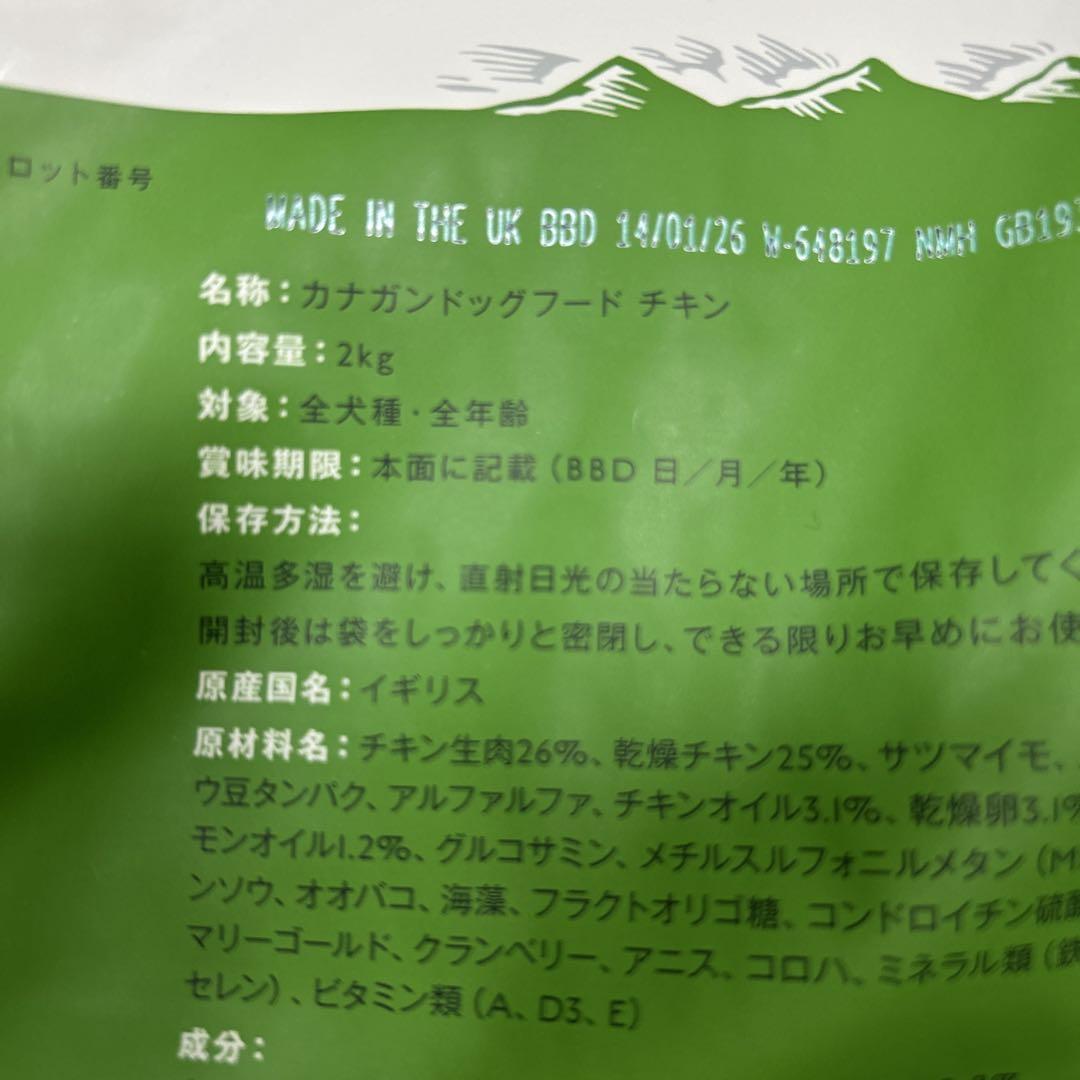 ロット番号
MADE IN THE UK BBD 14/01/26 W-648197 NMH GB193
名称：カナガンドッグフード チキン
内容量：2kg
対象：全犬種・全年齢
賞味期限：本面に記載（BBD 日／月／年）
保存方法：
高温多湿を避け、直射日光の当たらない場所で保存してく
開封後は袋をしっかりと密閉し、できる限りお早めにお使
原産国名：イギリス
原材料名：チキン生肉26%、乾燥チキン25%、サツマイモ、
ウ豆タンパク、アルファルファ、チキンオイル3.1%、乾燥卵3.1%
モンオイル1.2%、グルコサミン、メチルスルフォニルメタン（M
ンソウ、オオバコ、海藻、フラクトオリゴ糖、コンドロイチン硫酸
マリーゴールド、クランベリー、アニス、コロハ、ミネラル類（鉄
セレン）、ビタミン類（A、D3、E）
成分：